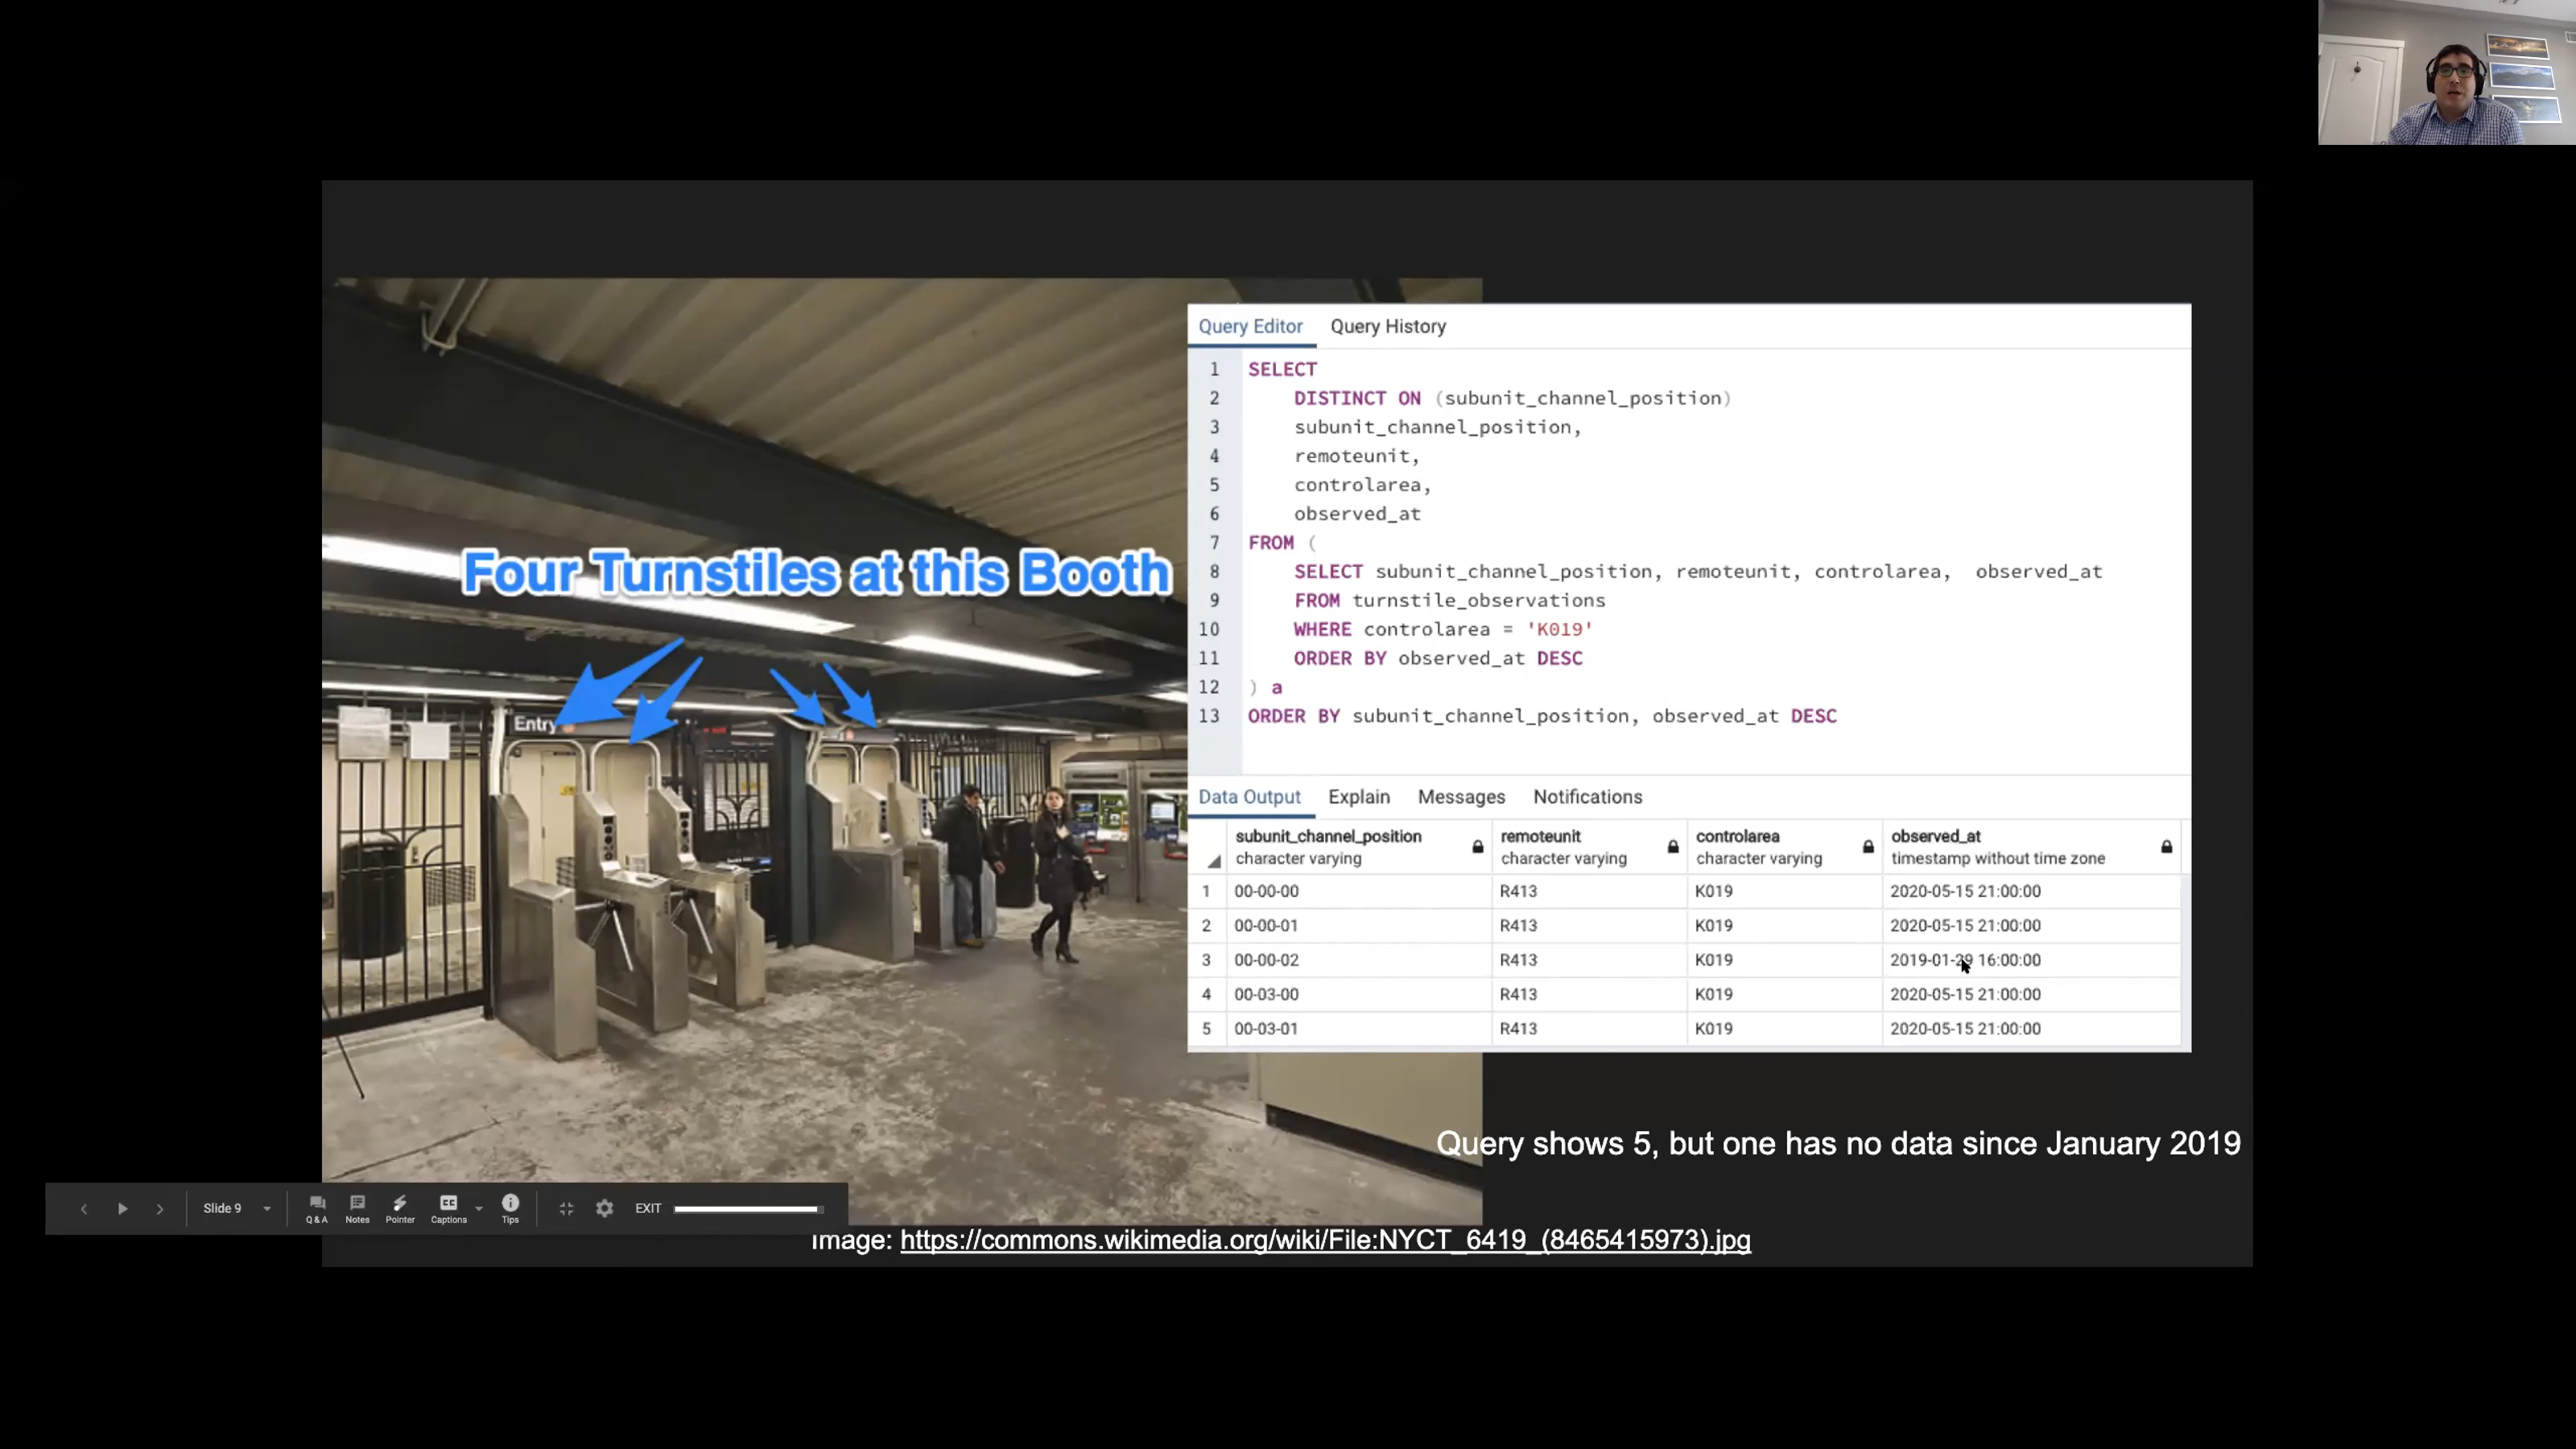 Four Turnstiles at this Booth
Entry
Query Editor Query History
1 SELECT
2 DISTINCT ON (subunit_channel_position)
3 subunit_channel_position,
4 remoteunit,
5 controlarea,
6 observed_at
7 FROM (
8 SELECT subunit_channel_position, remoteunit, controlarea, observed_at
9 FROM turnstile_observations
10 WHERE controlarea = 'K019'
11 ORDER BY observed_at DESC
12 ) a
13 ORDER BY subunit_channel_position, observed_at DESC
Data Output Explain Messages Notifications
subunit_channel_position remoteunit controlarea observed_at
character varying character varying character varying timestamp without time zone
1 00-00-00 R413 K019 2020-05-15 21:00:00
2 00-00-01 R413 K019 2020-05-15 21:00:00
3 00-00-02 R413 K019 2019-01-29 16:00:00
4 00-03-00 R413 K019 2020-05-15 21:00:00
5 00-03-01 R413 K019 2020-05-15 21:00:00
Query shows 5, but one has no data since January 2019
Slide 9 Q & A Notes Pointer Captions Tips EXIT
Image: https://commons.wikimedia.org/wiki/File:NYCT_6419_(8465415973).jpg